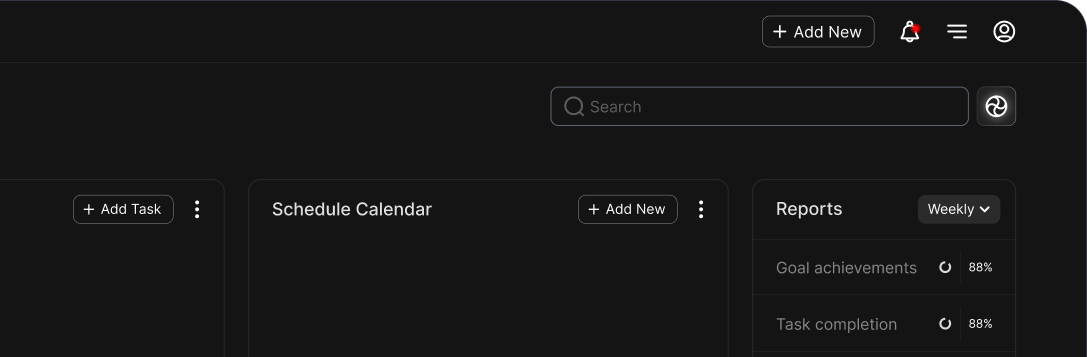 + Add New
Search
+ Add Task
Schedule Calendar
+ Add New
Reports
Weekly
Goal achievements
88%
Task completion
88%